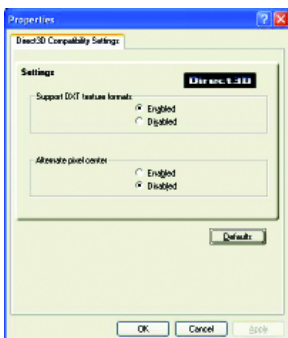 Properties
Direct3D Compatibility Settings
Settings
Direct3D
Support DXT texture formats
Enabled
Disabled
Alternate pixel center
Enabled
Disabled
Defaults
OK
Cancel
Apply